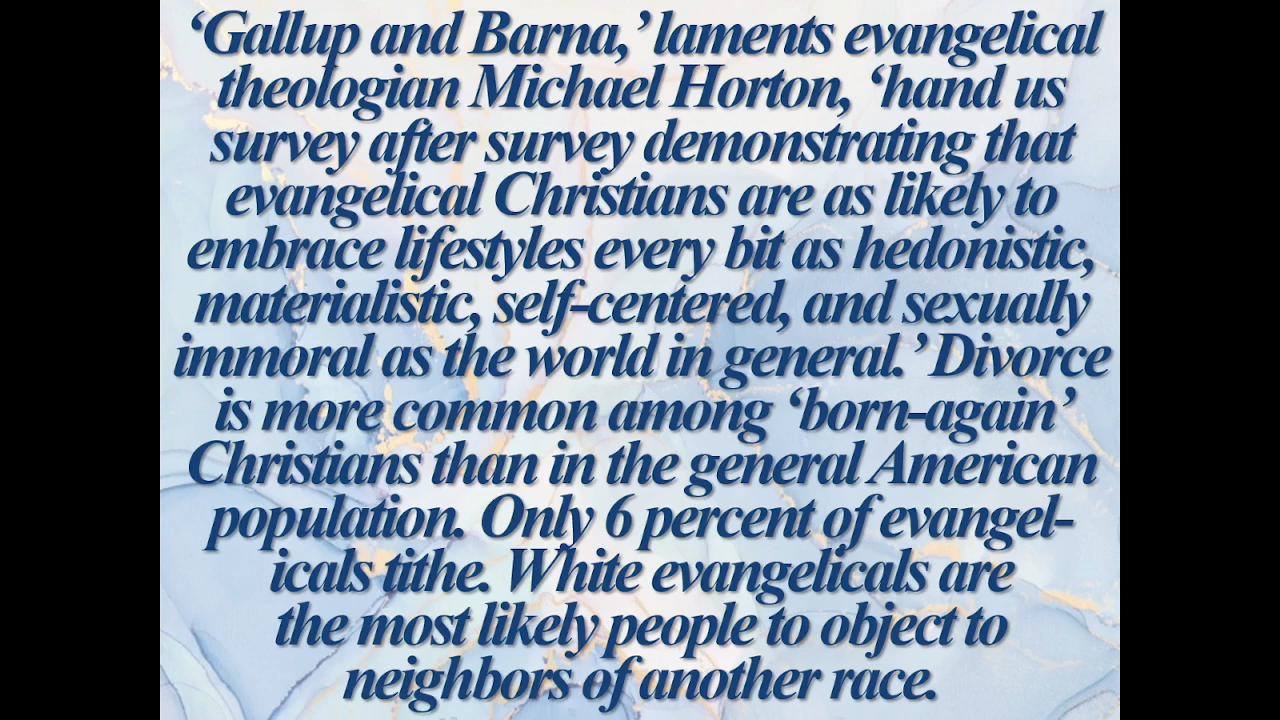 ‘Gallup and Barna,’ laments evangelical
theologian Michael Horton, ‘hand us
survey after survey demonstrating that
evangelical Christians are as likely to
embrace lifestyles every bit as hedonistic,
materialistic, self-centered, and sexually
immoral as the world in general.’ Divorce
is more common among ‘born-again’
Christians than in the general American
population. Only 6 percent of evangel-
icals tithe. White evangelicals are
the most likely people to object to
neighbors of another race.